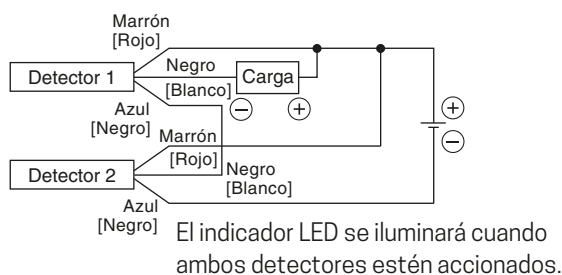 Marrón
[Rojo]
Negro
Detector 1
Carga
[Blanco]
Azul
[Negro]
Marrón
[Rojo]
Negro
[Blanco]
Detector 2
Azul
[Negro]
El indicador LED se iluminará cuando
ambos detectores estén accionados.